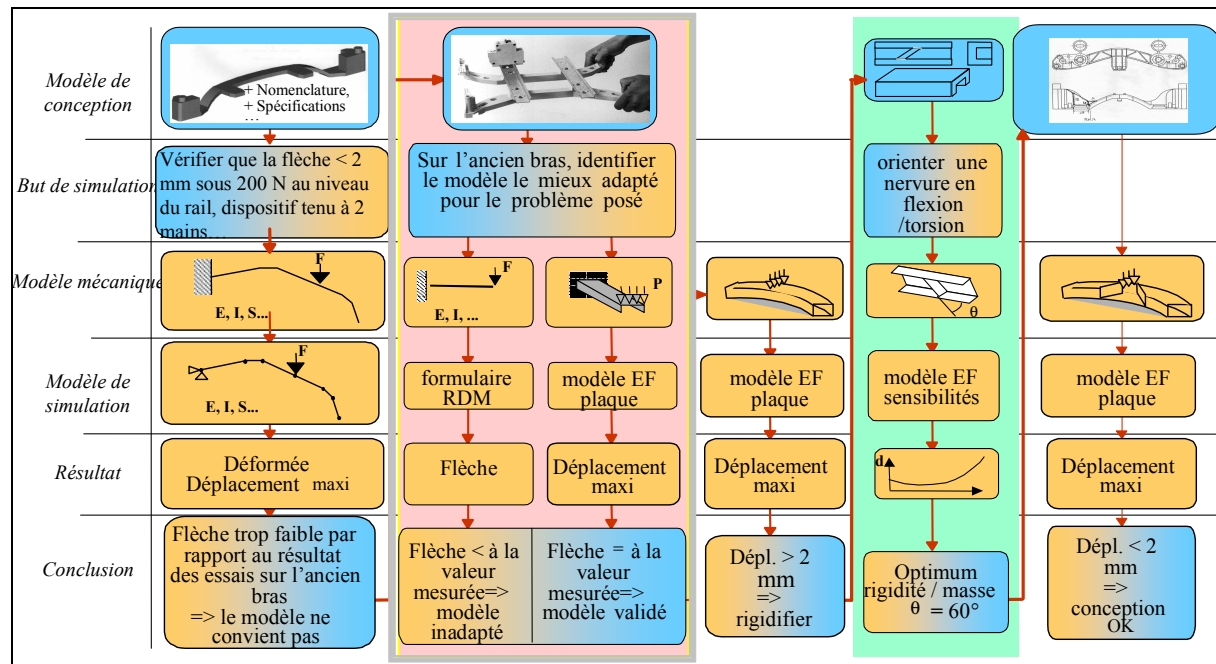 Modèle de
conception
+ Nomenclature,
+ Spécifications
…
But de simulation
Vérifier que la flèche < 2
mm sous 200 N au niveau
du rail, dispositif tenu à 2
mains…
Sur l'ancien bras, identifier
le modèle le mieux adapté
pour le problème posé
orienter une
nervure en
flexion
/torsion
Modèle mécanique
F
E, I, S...
F
E, I, ...
P
θ
Modèle de
simulation
F
E, I, S...
formulaire
RDM
modèle EF
plaque
modèle EF
plaque
modèle EF
sensibilités
modèle EF
plaque
Résultat
Déformée
Déplacement maxi
Flèche
Déplacement
maxi
Déplacement
maxi
d
Déplacement
maxi
Conclusion
Flèche trop faible par
rapport au résultat
des essais sur l'ancien
bras
=> le modèle ne
convient pas
Flèche < à la
valeur
mesurée=>
modèle
inadapté
Flèche = à la
valeur
mesurée=>
modèle validé
Dépl. > 2
mm
=>
rigidifier
Optimum
rigidité / masse
θ = 60°
Dépl. < 2
mm
=>
conception
OK